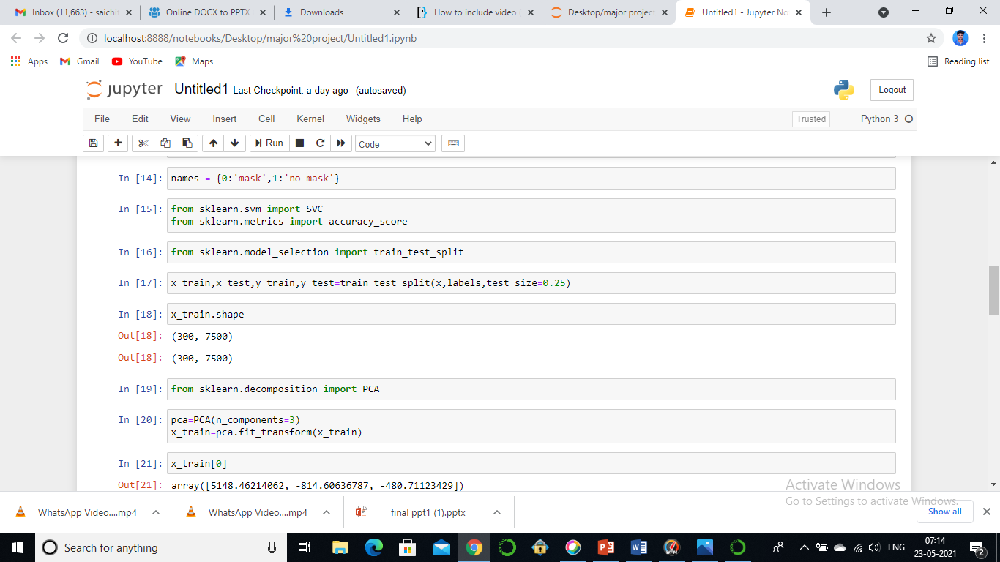 Inbox (11,663) - saichit
Online DOCX to PPTX
Downloads
How to include video
Desktop/major project
Untitled1 - Jupyter No
localhost:8888/notebooks/Desktop/major%20project/Untitled1.ipynb
Apps
Gmail
YouTube
Maps
Reading list
jupyter
Untitled1 Last Checkpoint: a day ago (autosaved)
Logout
File Edit View Insert Cell Kernel Widgets Help
Trusted
Python 3
Run
Code
In [14]: names = {0:'mask',1:'no mask'}
In [15]: from sklearn.svm import SVC
from sklearn.metrics import accuracy_score
In [16]: from sklearn.model_selection import train_test_split
In [17]: x_train,x_test,y_train,y_test=train_test_split(x,labels,test_size=0.25)
In [18]: x_train.shape
Out[18]: (300, 7500)
Out[18]: (300, 7500)
In [19]: from sklearn.decomposition import PCA
In [20]: pca=PCA(n_components=3)
x_train=pca.fit_transform(x_train)
In [21]: x_train[0]
Out[21]: array([5148.46214062, -814.60636787, -480.71123429])
Activate Windows
Go to Settings to activate Windows.
WhatsApp Video....mp4
WhatsApp Video....mp4
final ppt1 (1).pptx
Show all
Search for anything
WPM
ENG
07:14
23-05-2021
2